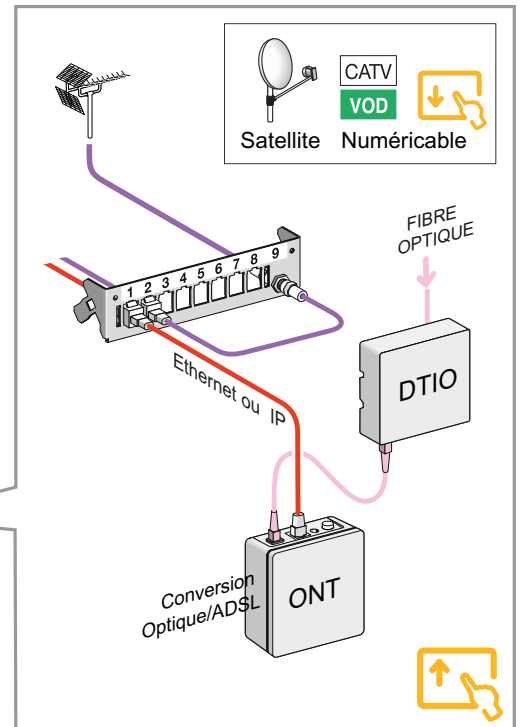 CATV
VOD
Satellite Numéricable
FIBRE
OPTIQUE
1 2 3 4 5 6 7 8 9
Ethernet ou IP
DTIO
Conversion
Optique/ADSL
ONT